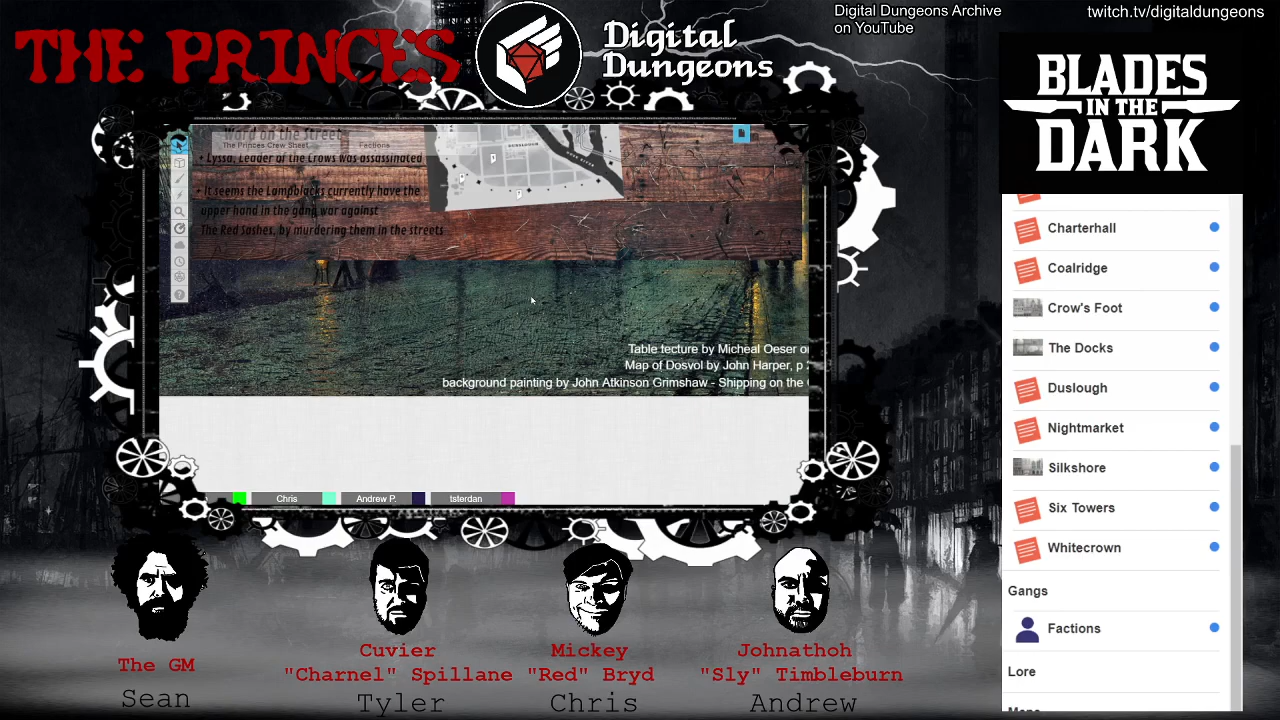 THE PRINCES
Digital
Dungeons
Digital Dungeons Archive
on YouTube
twitch.tv/digitaldungeons
BLADES
IN THE
DARK
Word on the Street
The Princes Crew Sheet
Factions
• Lyssa, Leader of the Crows was assassinated
• It seems the Lampblacks currently have the
upper hand in the gang war against
The Red Sashes, by murdering them in the streets
DUNSLOUGH
Table tecture by Micheal Oeser o
Map of Dosvol by John Harper, p
background painting by John Atkinson Grimshaw - Shipping on the
Chris
Andrew P.
tsterdan
Charterhall
Coalridge
Crow's Foot
The Docks
Duslough
Nightmarket
Silkshore
Six Towers
Whitecrown
Gangs
Factions
Lore
Maps
The GM
Sean
Cuvier
"Charnel" Spillane
Tyler
Mickey
"Red" Bryd
Chris
Johnathoh
"Sly" Timbleburn
Andrew